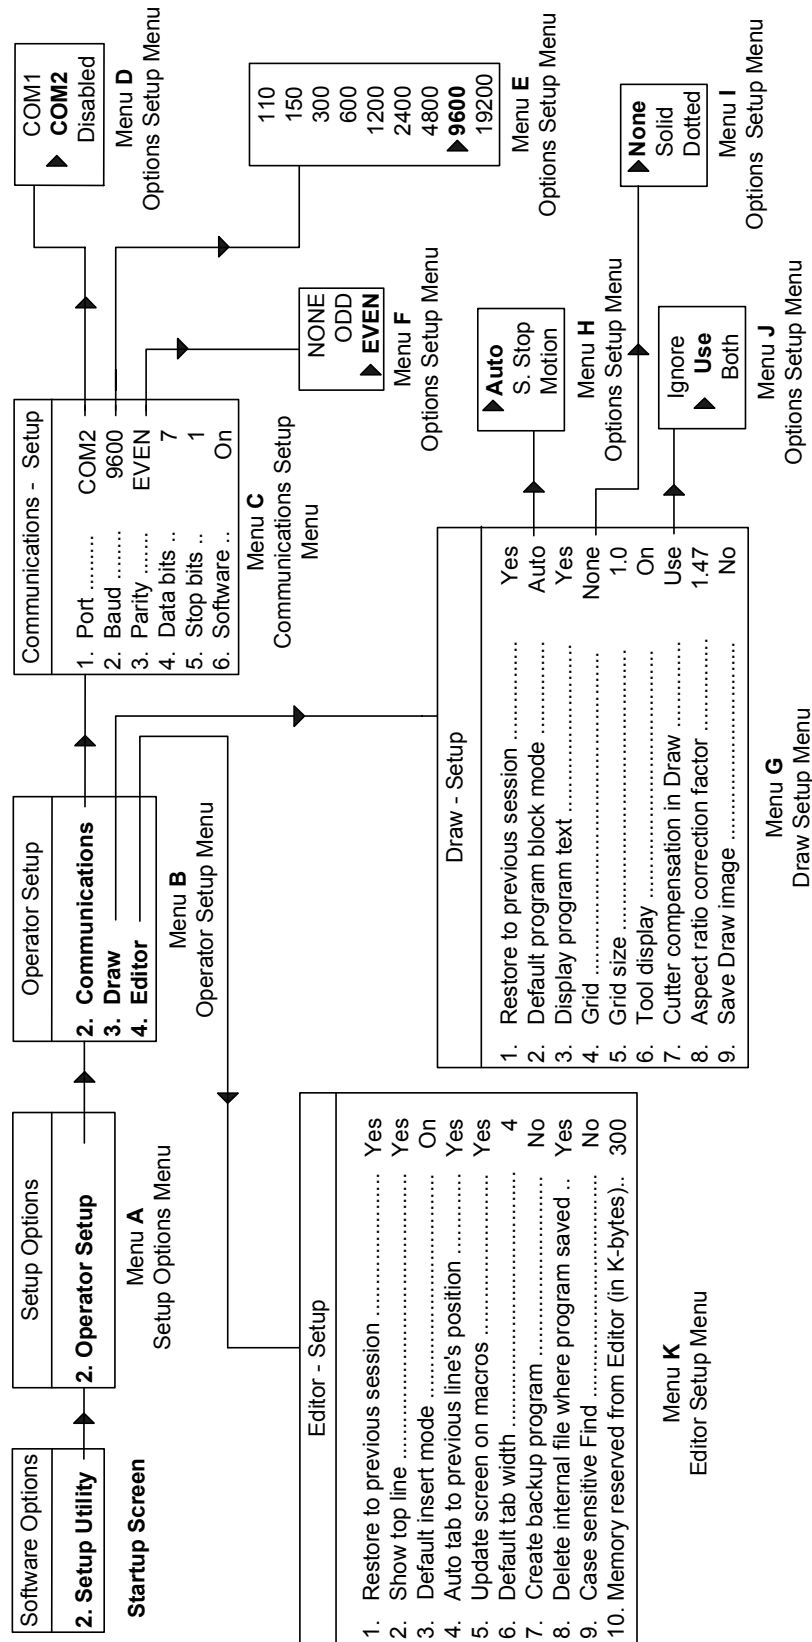 Software Options
2. Setup Utility
Startup Screen
Setup Options
2. Operator Setup
Menu A
Setup Options Menu
Operator Setup
2. Communications
3. Draw
4. Editor
Menu B
Operator Setup Menu
Communications - Setup
1. Port ......... COM2
2. Baud ........ 9600
3. Parity ....... EVEN
4. Data bits .. 7
5. Stop bits .. 1
6. Software .. On
Menu C
Communications Setup
Menu
COM1
COM2
Disabled
Menu D
Options Setup Menu
110
150
300
600
1200
2400
4800
9600
19200
Menu E
Options Setup Menu
NONE
ODD
EVEN
Menu F
Options Setup Menu
Draw - Setup
1. Restore to previous session .................. Yes
2. Default program block mode ................ Auto
3. Display program text ............................. Yes
4. Grid ...................................................... None
5. Grid size ............................................... 1.0
6. Tool display .......................................... On
7. Cutter compensation in Draw .............. Use
8. Aspect ratio correction factor ............... 1.47
9. Save Draw image ................................ No
Menu G
Draw Setup Menu
Auto
S. Stop
Motion
Menu H
Options Setup Menu
None
Solid
Dotted
Menu I
Options Setup Menu
Ignore
Use
Both
Menu J
Options Setup Menu
Editor - Setup
1. Restore to previous session ........................ Yes
2. Show top line ............................................. Yes
3. Default insert mode .................................... On
4. Auto tab to previous line's position ............. Yes
5. Update screen on macros .......................... Yes
6. Default tab width ........................................ 4
7. Create backup program ............................. No
8. Delete internal file where program saved .. Yes
9. Case sensitive Find .................................... No
10. Memory reserved from Editor (in K-bytes).. 300
Menu K
Editor Setup Menu